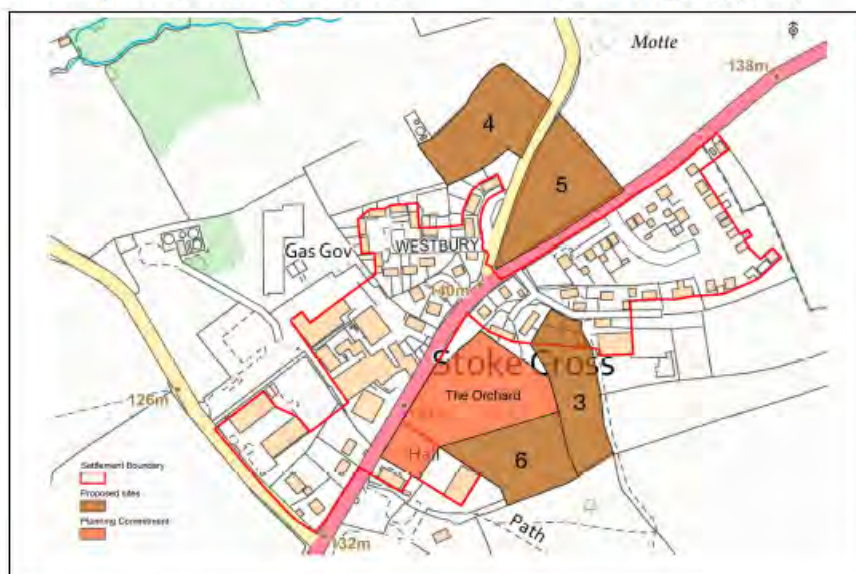 Motte
138m
4
5
WESTBURY
Gas Gov
140m
Stoke Cross
The Orchard
3
126m
Hall
6
Path
132m
Settlement Boundary
Proposed sites
Planning Commitment